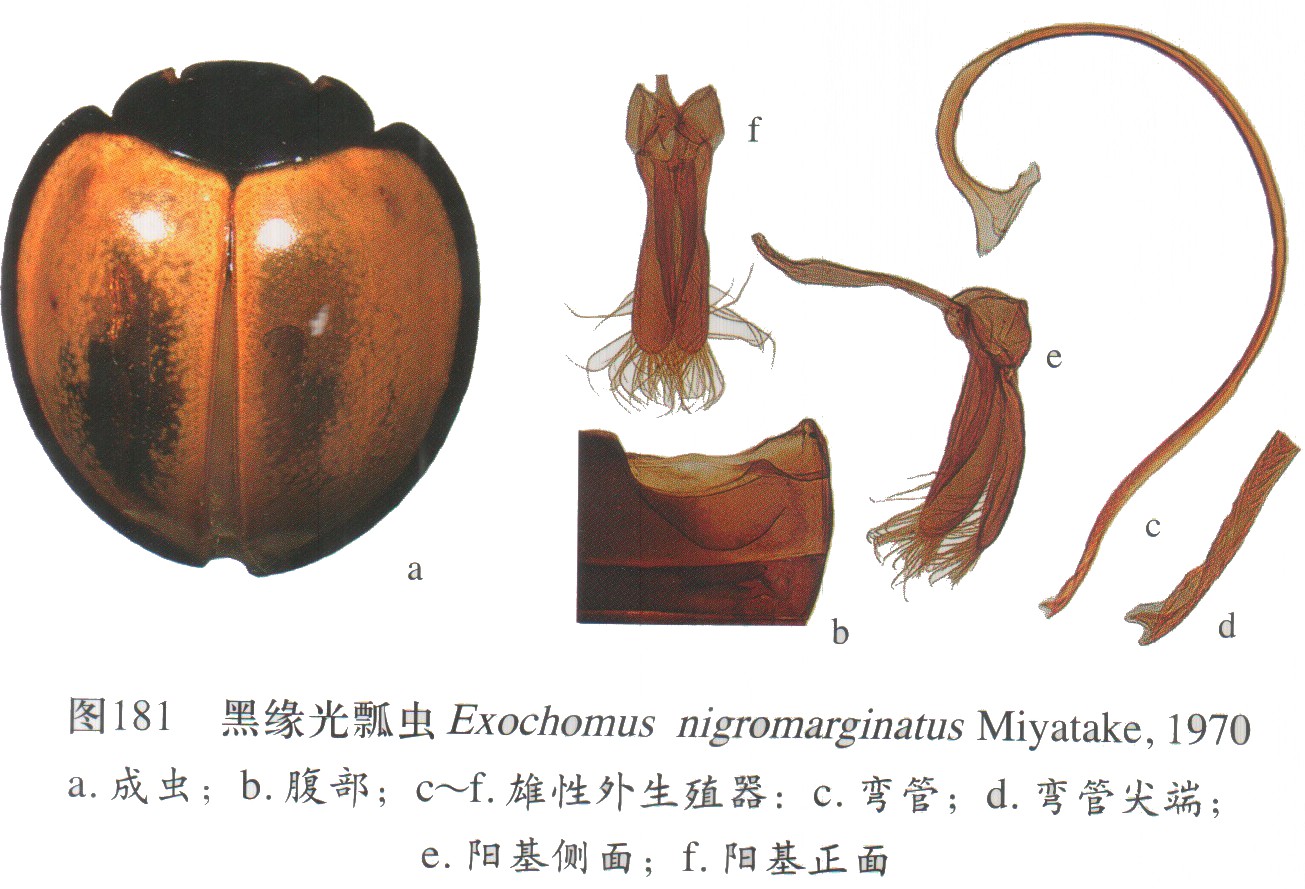 f
e
c
a
d
b
图181 黑缘光瓢虫 Exochomus nigromarginatus Miyatake, 1970
a. 成虫；b. 腹部；c～f. 雄性外生殖器：c. 弯管；d. 弯管尖端；
e. 阳基侧面；f. 阳基正面